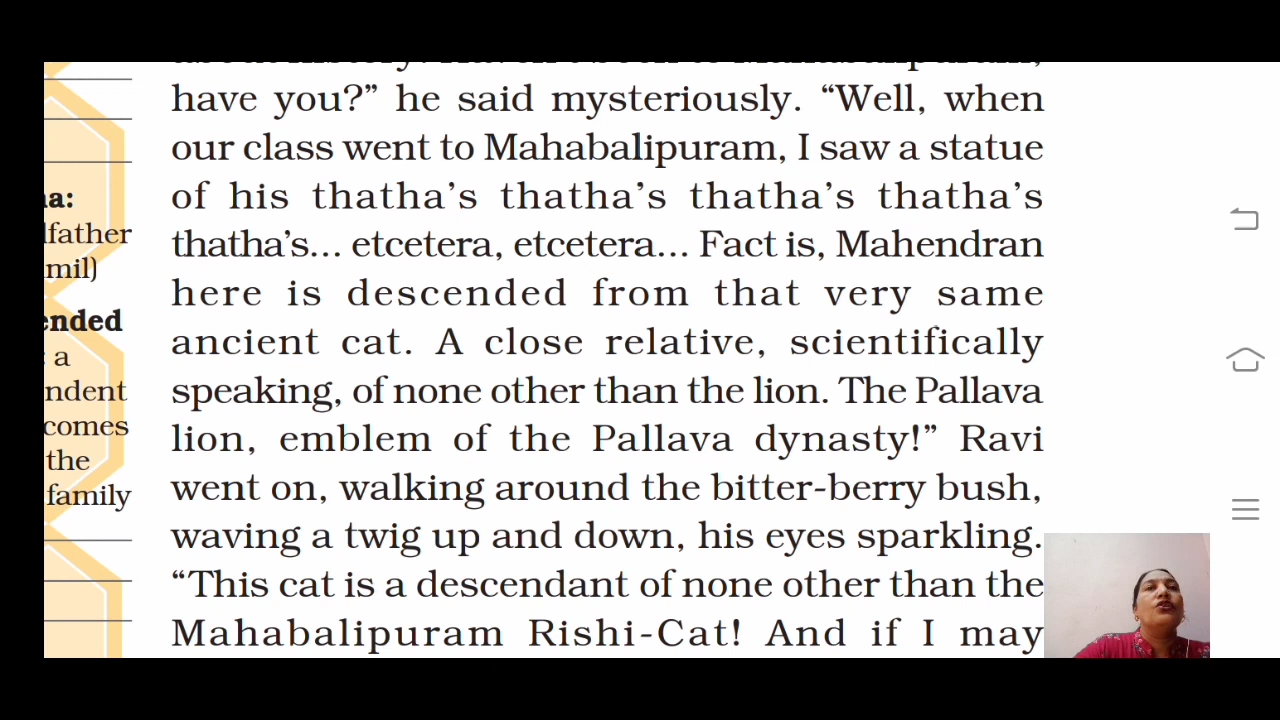 have you?” he said mysteriously. “Well, when
our class went to Mahabalipuram, I saw a statue
of his thatha’s thatha’s thatha’s thatha’s
thatha’s... etcetera, etcetera... Fact is, Mahendran
here is descended from that very same
ancient cat. A close relative, scientifically
speaking, of none other than the lion. The Pallava
lion, emblem of the Pallava dynasty!” Ravi
went on, walking around the bitter-berry bush,
waving a twig up and down, his eyes sparkling.
“This cat is a descendant of none other than the
Mahabalipuram Rishi-Cat! And if I may
a:
father
mil)
ended
: a
ndent
comes
the
family